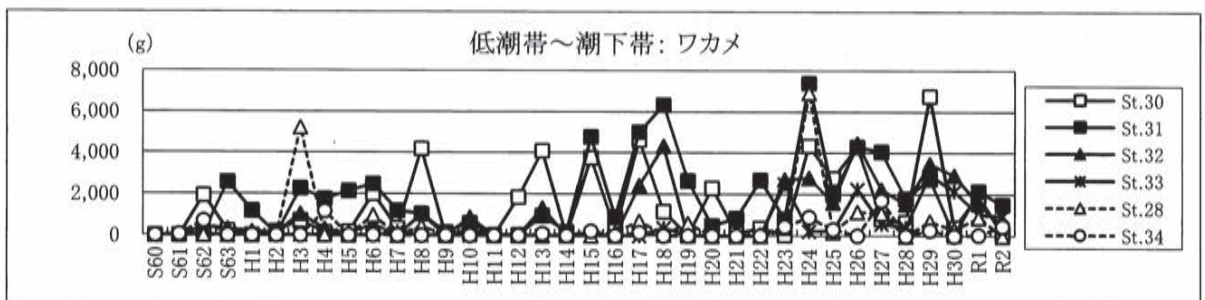 (g)
低潮帯～潮下帯: ワカメ
8,000
6,000
4,000
2,000
0
S60 S61 S62 S63 H1 H2 H3 H4 H5 H6 H7 H8 H9 H10 H11 H12 H13 H14 H15 H16 H17 H18 H19 H20 H21 H22 H23 H24 H25 H26 H27 H28 H29 H30 R1 R2
St.30
St.31
St.32
St.33
St.28
St.34